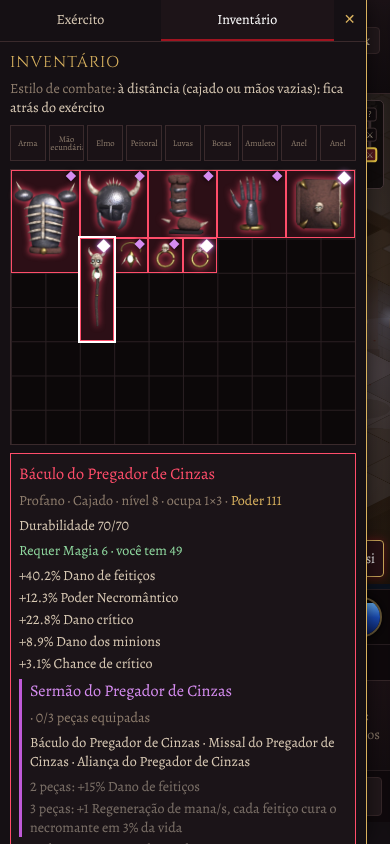 Exército
Inventário
×
INVENTÁRIO
Estilo de combate: à distância (cajado ou mãos vazias): fica
atrás do exército
Arma
Mão
ecundári
Elmo
Peitoral
Luvas
Botas
Amuleto
Anel
Anel
Báculo do Pregador de Cinzas
Profano · Cajado · nível 8 · ocupa 1×3 · Poder 111
Durabilidade 70/70
Requer Magia 6 · você tem 49
+40.2% Dano de feitiços
+12.3% Poder Necromântico
+22.8% Dano crítico
+8.9% Dano dos minions
+3.1% Chance de crítico
Sermão do Pregador de Cinzas
· 0/3 peças equipadas
Báculo do Pregador de Cinzas · Missal do Pregador de
Cinzas · Aliança do Pregador de Cinzas
2 peças: +15% Dano de feitiços
3 peças: +1 Regeneração de mana/s, cada feitiço cura o
necromante em 3% da vida